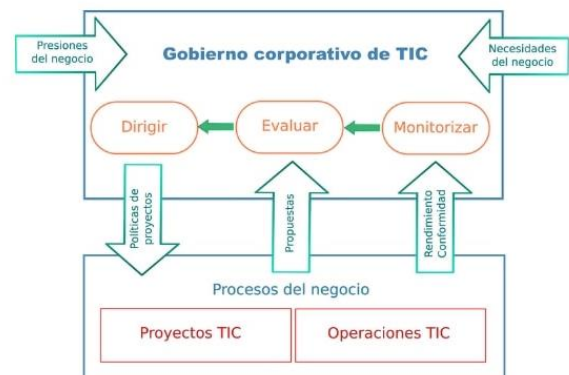 Presiones
del negocio
Gobierno corporativo de TIC
Necesidades
del negocio
Dirigir
Evaluar
Monitorizar
Políticas de
proyectos
Propuestas
Rendimiento
Conformidad
Procesos del negocio
Proyectos TIC
Operaciones TIC